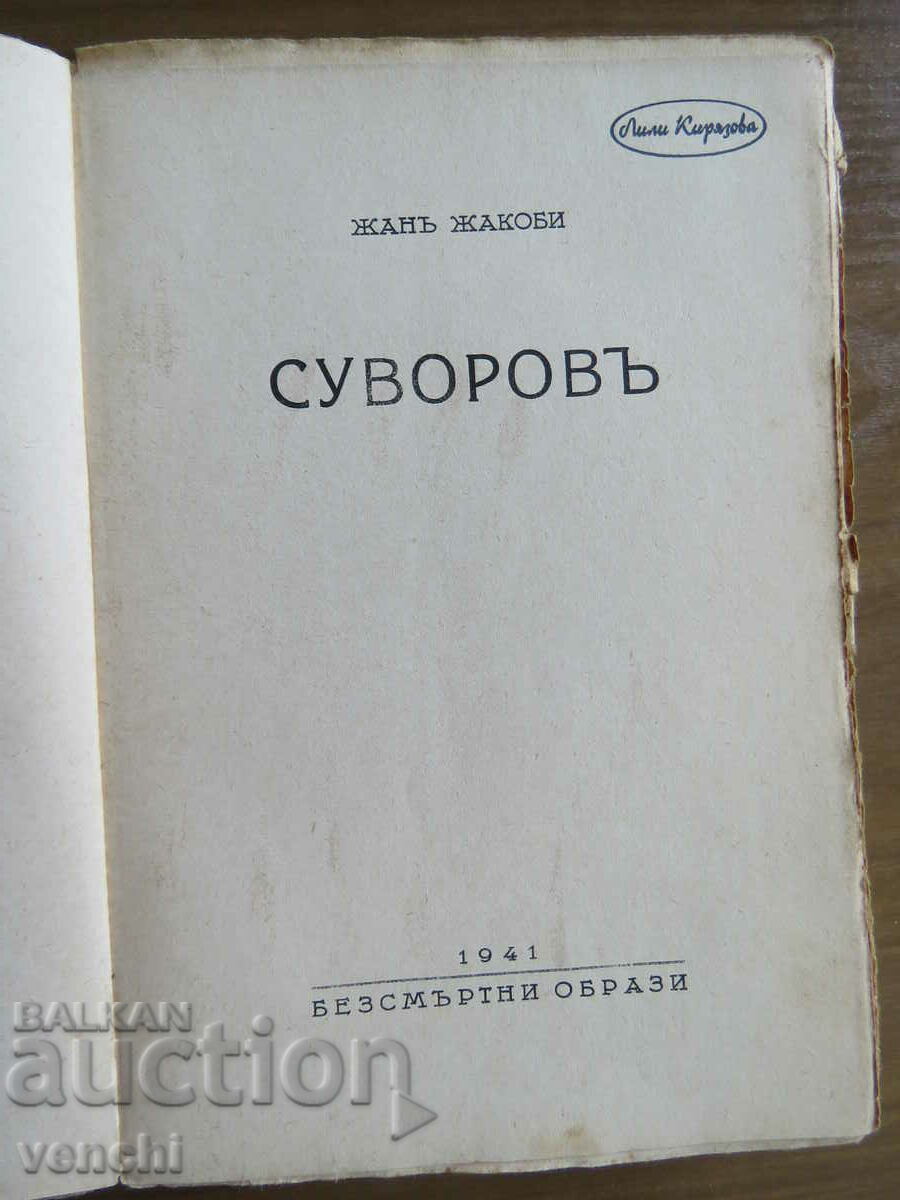 Лили Кирязова
ЖАНЪ ЖАКОБИ
СУВОРОВЪ
1941
БЕЗСМЪРТНИ ОБРАЗИ
BALKAN
auction
venchi